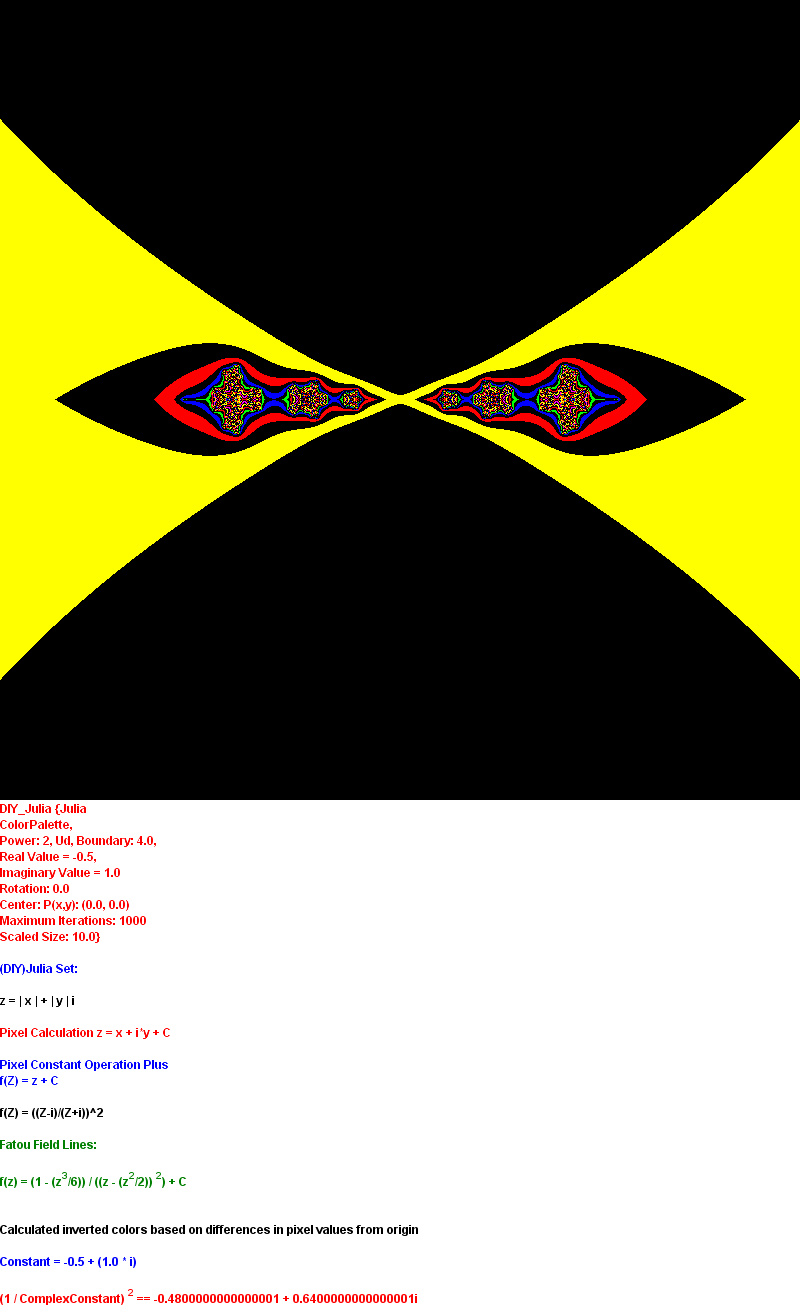 DIY_Julia {Julia
ColorPalette,
Power: 2, Ud, Boundary: 4.0,
Real Value = -0.5,
Imaginary Value = 1.0
Rotation: 0.0
Center: P(x,y): (0.0, 0.0)
Maximum Iterations: 1000
Scaled Size: 10.0}
(DIY)Julia Set:
z = | x | + | y | i
Pixel Calculation z = x + i*y + C
Pixel Constant Operation Plus
f(Z) = z + C
f(Z) = ((Z-i)/(Z+i))^2
Fatou Field Lines:
f(z) = (1 - (z³/6)) / ((z - (z²/2)) ²) + C
Calculated inverted colors based on differences in pixel values from origin
Constant = -0.5 + (1.0 * i)
(1 / ComplexConstant) ² == -0.4800000000000001 + 0.6400000000000001i